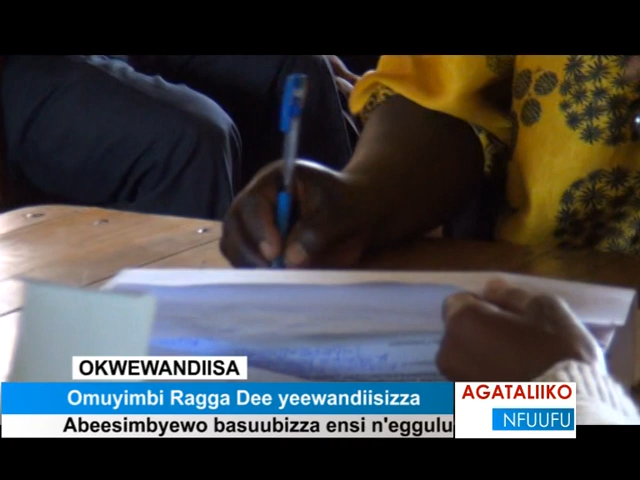 OKWEWANDIISA
Omuyimbi Ragga Dee yeewandiisizza
Abeesimbyewo basuubizza ensi n'eggulu
AGATALIIKO
NFUUFU